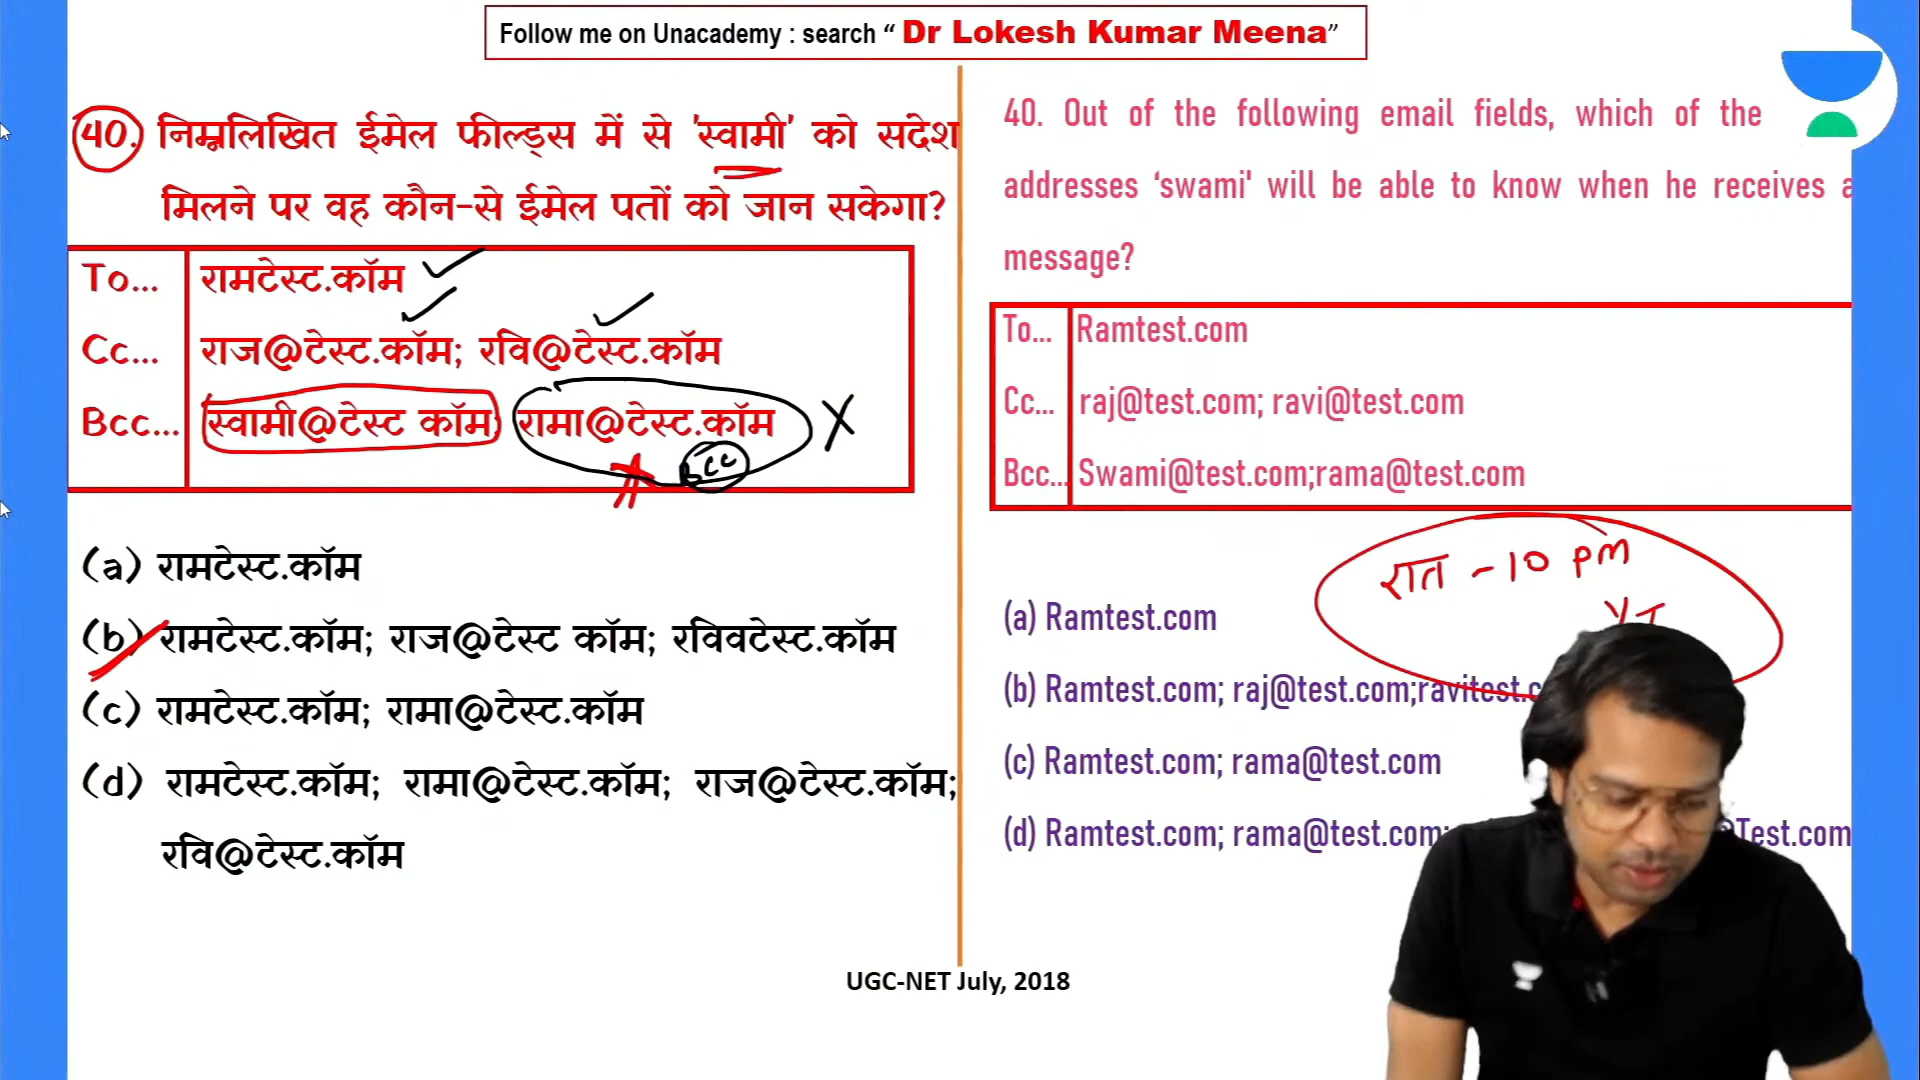 Follow me on Unacademy : search “ Dr Lokesh Kumar Meena”
40. निम्नलिखित ईमेल फील्ड्स में से 'स्वामी' को सदेश
मिलने पर वह कौन-से ईमेल पतों को जान सकेगा?
To... रामटेस्ट.कॉम
Cc... राज@टेस्ट.कॉम; रवि@टेस्ट.कॉम
Bcc... स्वामी@टेस्ट कॉम; रामा@टेस्ट.कॉम
BCC
(a) रामटेस्ट.कॉम
(b) रामटेस्ट.कॉम; राज@टेस्ट कॉम; रविवटेस्ट.कॉम
(c) रामटेस्ट.कॉम; रामा@टेस्ट.कॉम
(d) रामटेस्ट.कॉम; रामा@टेस्ट.कॉम; राज@टेस्ट.कॉम;
रवि@टेस्ट.कॉम
40. Out of the following email fields, which of the
addresses ‘swami' will be able to know when he receives a
message?
To... Ramtest.com
Cc... raj@test.com; ravi@test.com
Bcc... Swami@test.com;rama@test.com
रात - 10 pm
YT
(a) Ramtest.com
(b) Ramtest.com; raj@test.com;ravitest.c
(c) Ramtest.com; rama@test.com
(d) Ramtest.com; rama@test.com; @Test.com
UGC-NET July, 2018